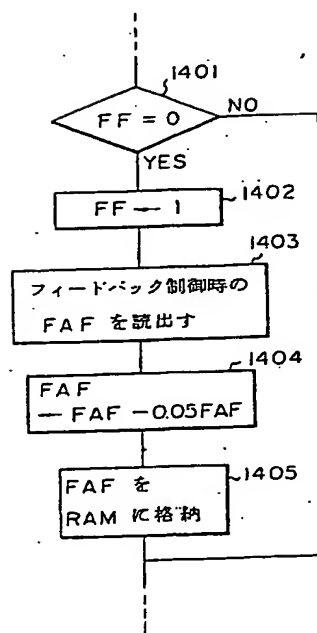 1401
FF = 0
NO
YES
1402
FF ← 1
1403
フィードバック制御時の
FAF を読出す
1404
FAF
← FAF - 0.05FAF
1405
FAF を
RAM に格納